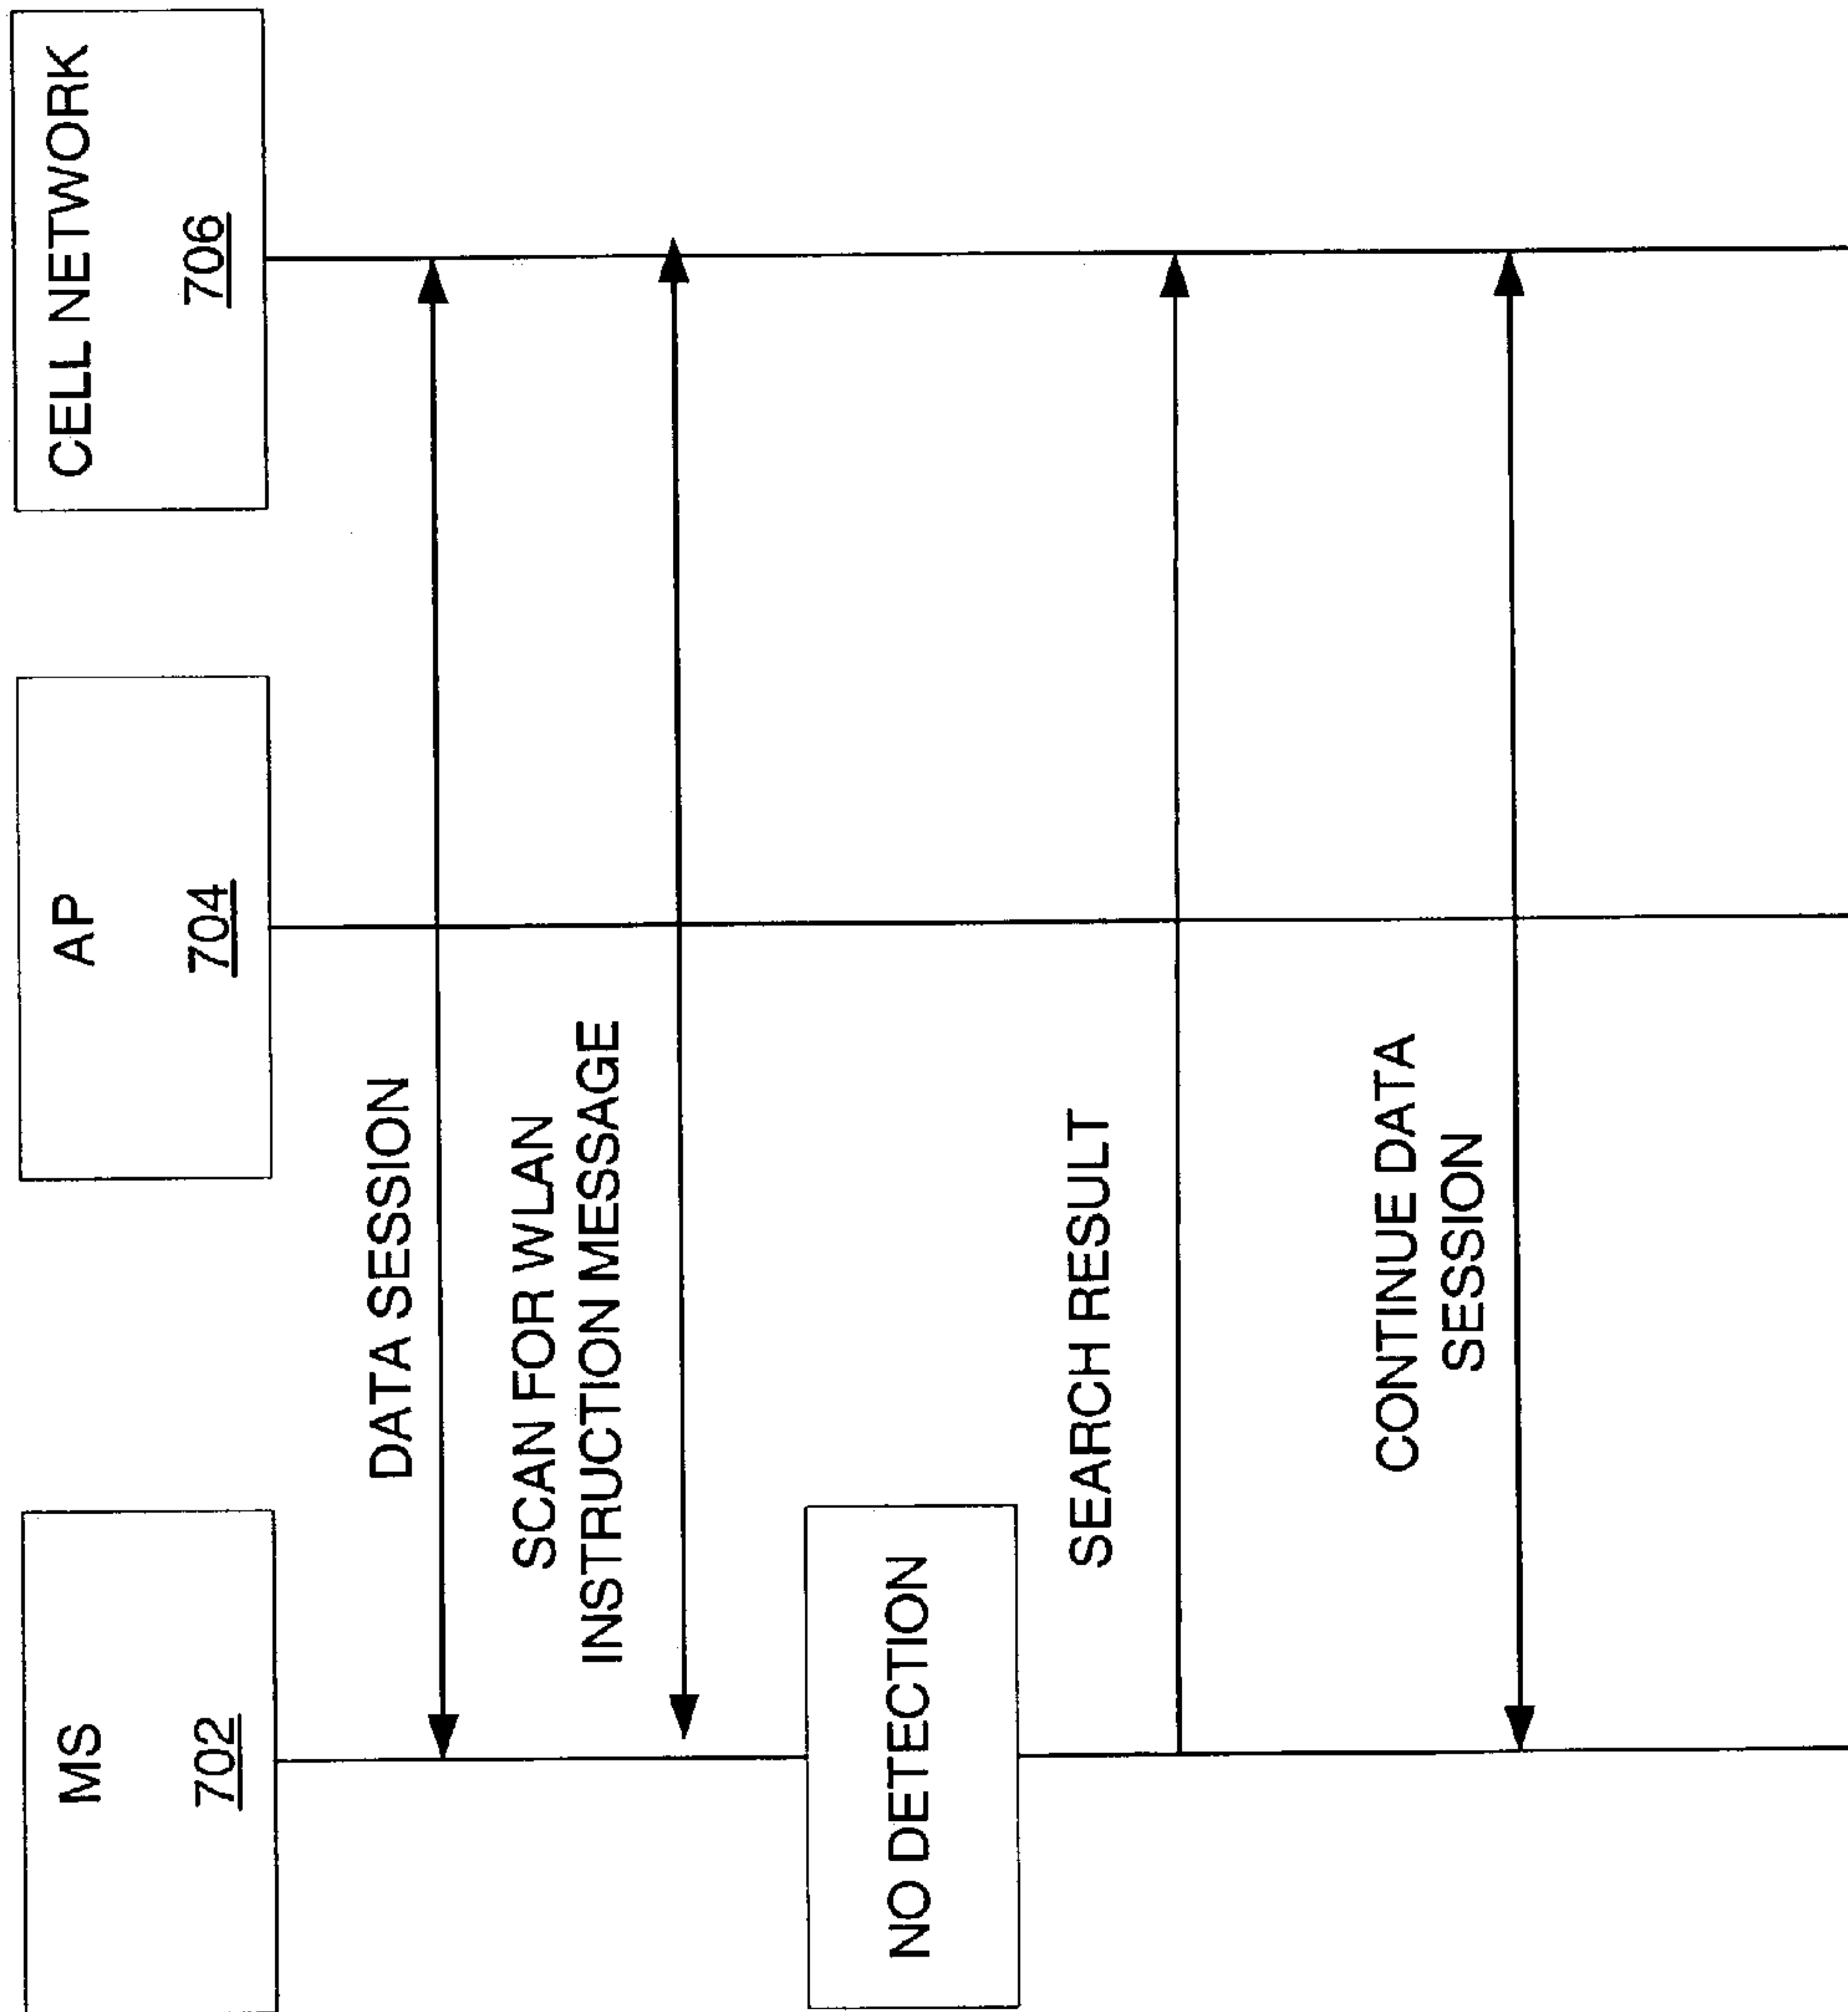 MS
702
AP
704
CELL NETWORK
706
DATA SESSION
SCAN FOR WLAN
INSTRUCTION MESSAGE
NO DETECTION
SEARCH RESULT
CONTINUE DATA
SESSION